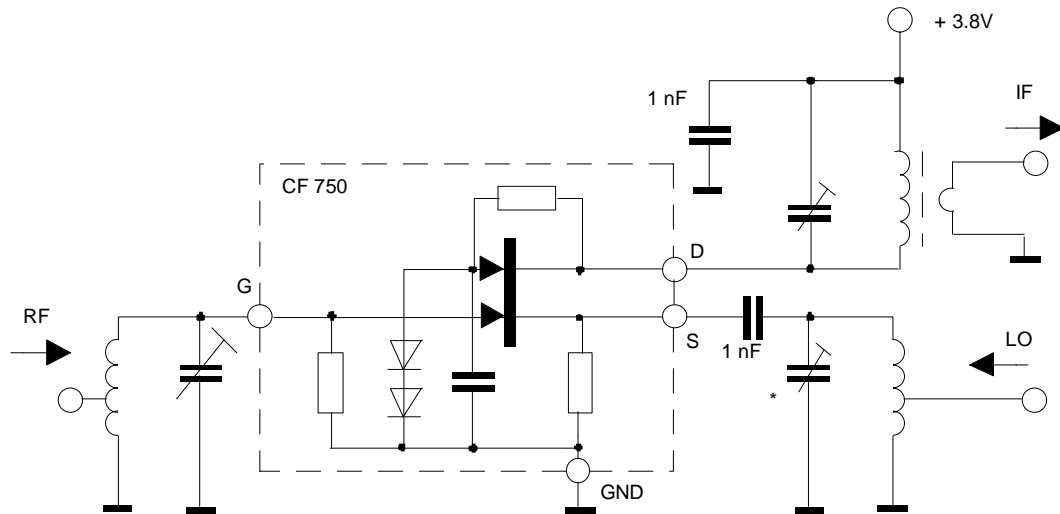 + 3.8V
1 nF
IF
CF 750
D
G
RF
S
1 nF
LO
*
GND